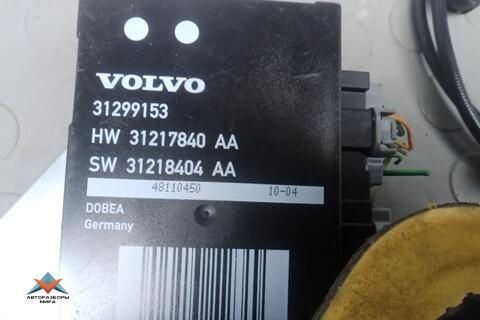 VOLVO
31299153
HW 31217840 AA
SW 31218404 AA
48110450 10-04
DOBEA
Germany
АВТОРАЗБОРЫ
МИРА